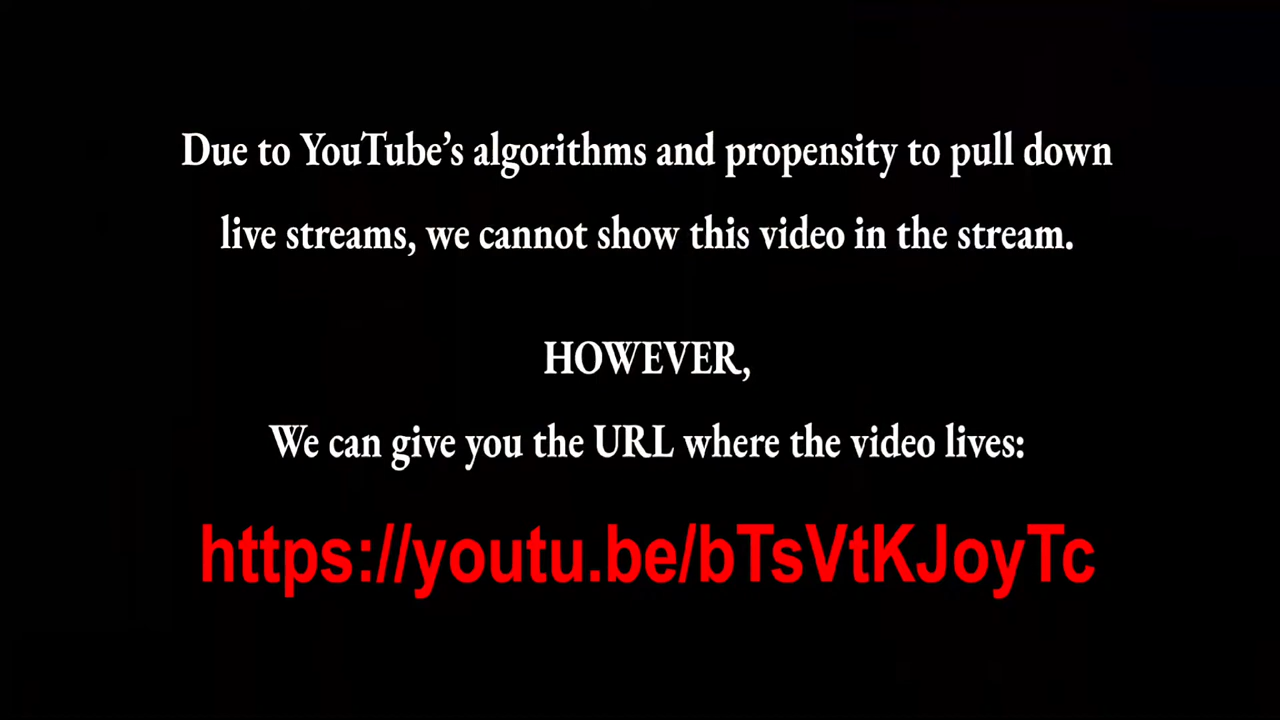 Due to YouTube’s algorithms and propensity to pull down
live streams, we cannot show this video in the stream.
HOWEVER,
We can give you the URL where the video lives:
https://youtu.be/bTsVtKJoyTc